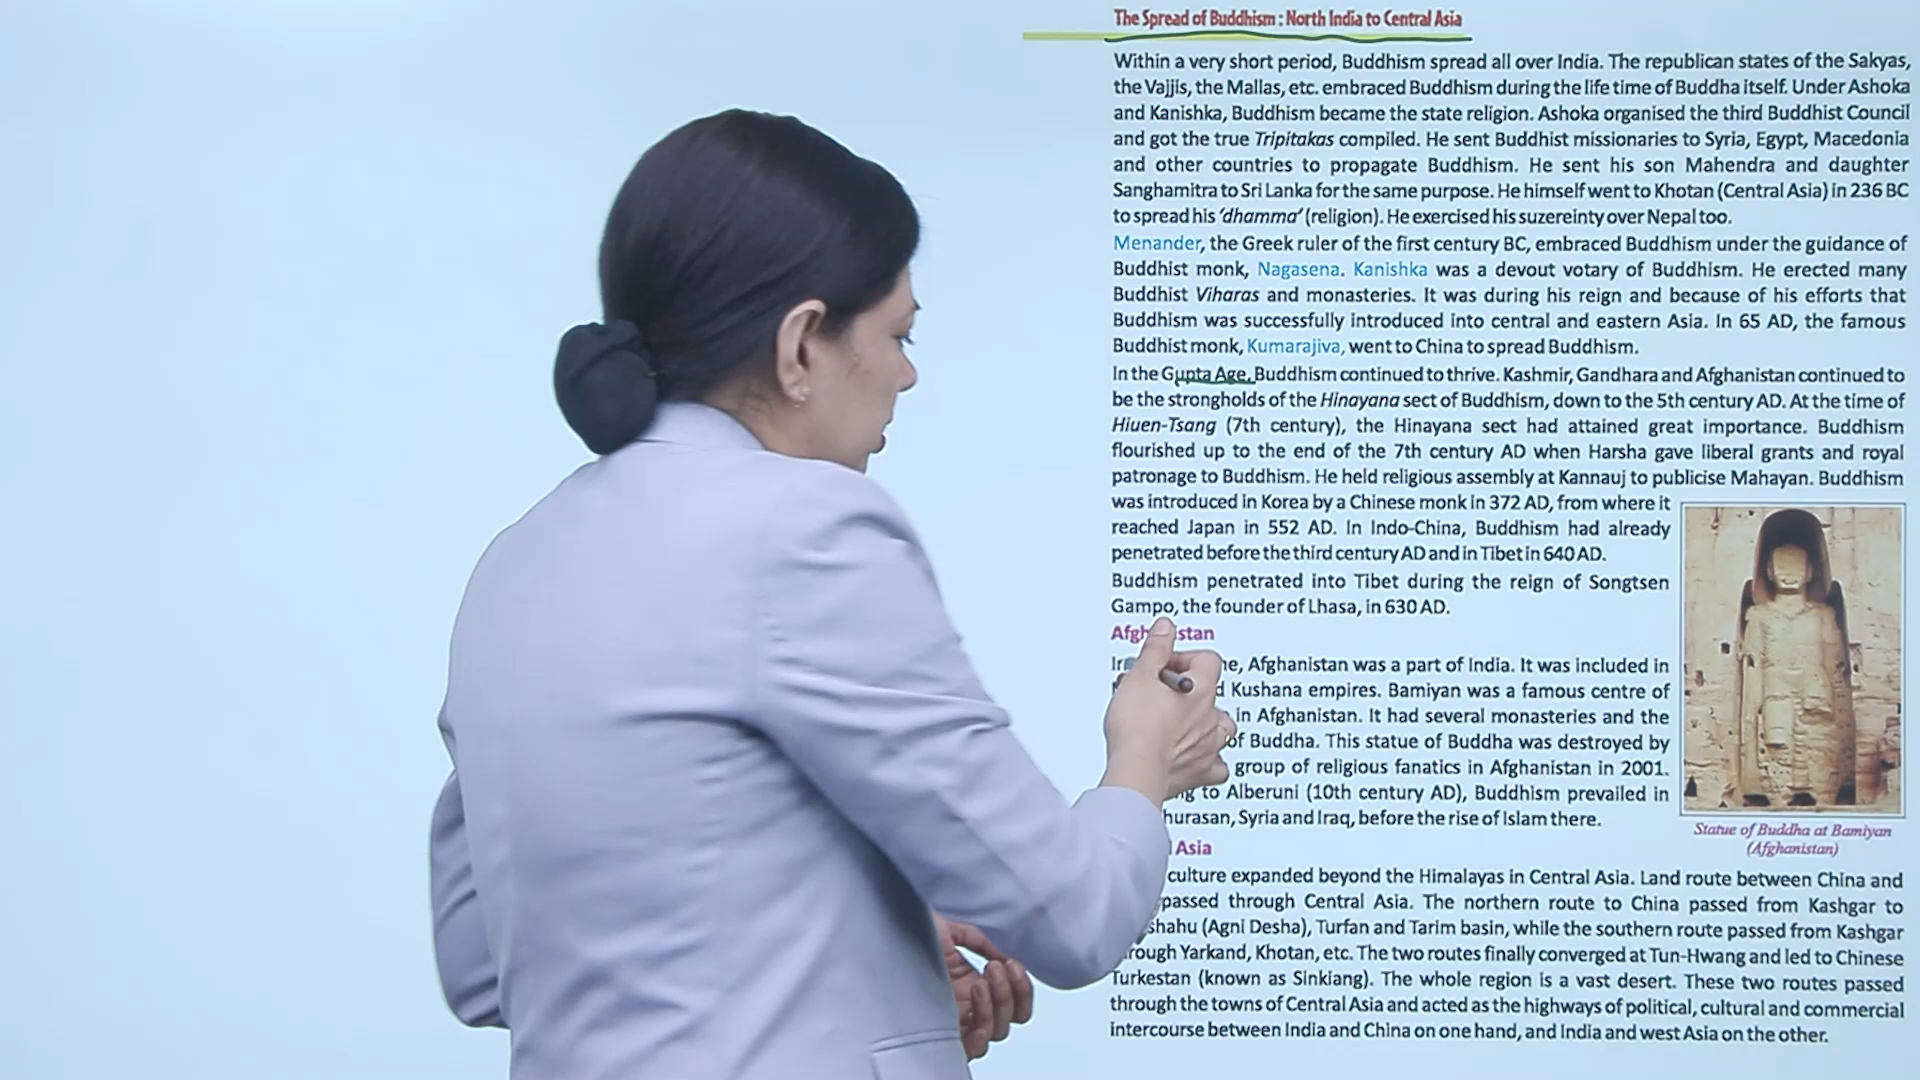 The Spread of Buddhism : North India to Central Asia
Within a very short period, Buddhism spread all over India. The republican states of the Sakyas,
the Vajjis, the Mallas, etc. embraced Buddhism during the life time of Buddha itself. Under Ashoka
and Kanishka, Buddhism became the state religion. Ashoka organised the third Buddhist Council
and got the true Tripitakas compiled. He sent Buddhist missionaries to Syria, Egypt, Macedonia
and other countries to propagate Buddhism. He sent his son Mahendra and daughter
Sanghamitra to Sri Lanka for the same purpose. He himself went to Khotan (Central Asia) in 236 BC
to spread his 'dhamma' (religion). He exercised his suzereinty over Nepal too.
Menander, the Greek ruler of the first century BC, embraced Buddhism under the guidance of
Buddhist monk, Nagasena. Kanishka was a devout votary of Buddhism. He erected many
Buddhist Viharas and monasteries. It was during his reign and because of his efforts that
Buddhism was successfully introduced into central and eastern Asia. In 65 AD, the famous
Buddhist monk, Kumarajiva, went to China to spread Buddhism.
In the Gupta Age, Buddhism continued to thrive. Kashmir, Gandhara and Afghanistan continued to
be the strongholds of the Hinayana sect of Buddhism, down to the 5th century AD. At the time of
Hiuen-Tsang (7th century), the Hinayana sect had attained great importance. Buddhism
flourished up to the end of the 7th century AD when Harsha gave liberal grants and royal
patronage to Buddhism. He held religious assembly at Kannauj to publicise Mahayan. Buddhism
was introduced in Korea by a Chinese monk in 372 AD, from where it
reached Japan in 552 AD. In Indo-China, Buddhism had already
penetrated before the third century AD and in Tibet in 640 AD.
Buddhism penetrated into Tibet during the reign of Songtsen
Gampo, the founder of Lhasa, in 630 AD.
Afghanistan
Afghanistan was a part of India. It was included in
Kushana empires. Bamiyan was a famous centre of
in Afghanistan. It had several monasteries and the
of Buddha. This statue of Buddha was destroyed by
group of religious fanatics in Afghanistan in 2001.
to Alberuni (10th century AD), Buddhism prevailed in
Syria and Iraq, before the rise of Islam there.
Statue of Buddha at Bamiyan
(Afghanistan)
Asia
culture expanded beyond the Himalayas in Central Asia. Land route between China and
passed through Central Asia. The northern route to China passed from Kashgar to
(Agni Desha), Turfan and Tarim basin, while the southern route passed from Kashgar
through Yarkand, Khotan, etc. The two routes finally converged at Tun-Hwang and led to Chinese
Turkestan (known as Sinkiang). The whole region is a vast desert. These two routes passed
through the towns of Central Asia and acted as the highways of political, cultural and commercial
intercourse between India and China on one hand, and India and west Asia on the other.